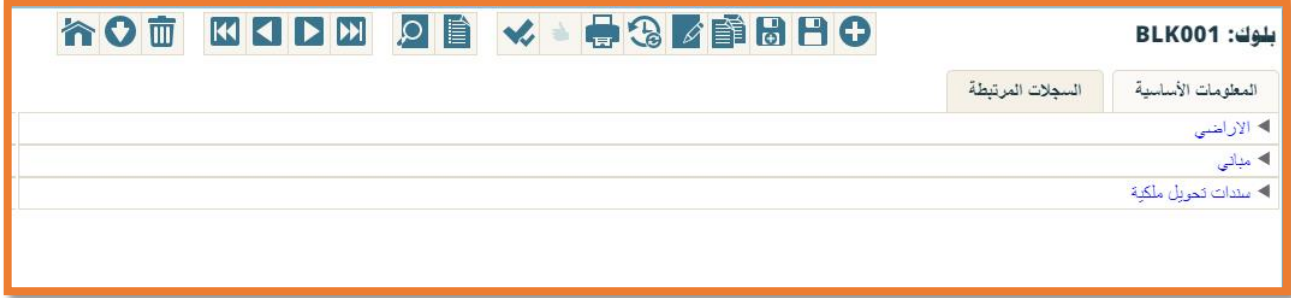 بلوك: BLK001
المعلومات الأساسية
السجلات المرتبطة
الاراضي
مباني
سندات تحويل ملكية